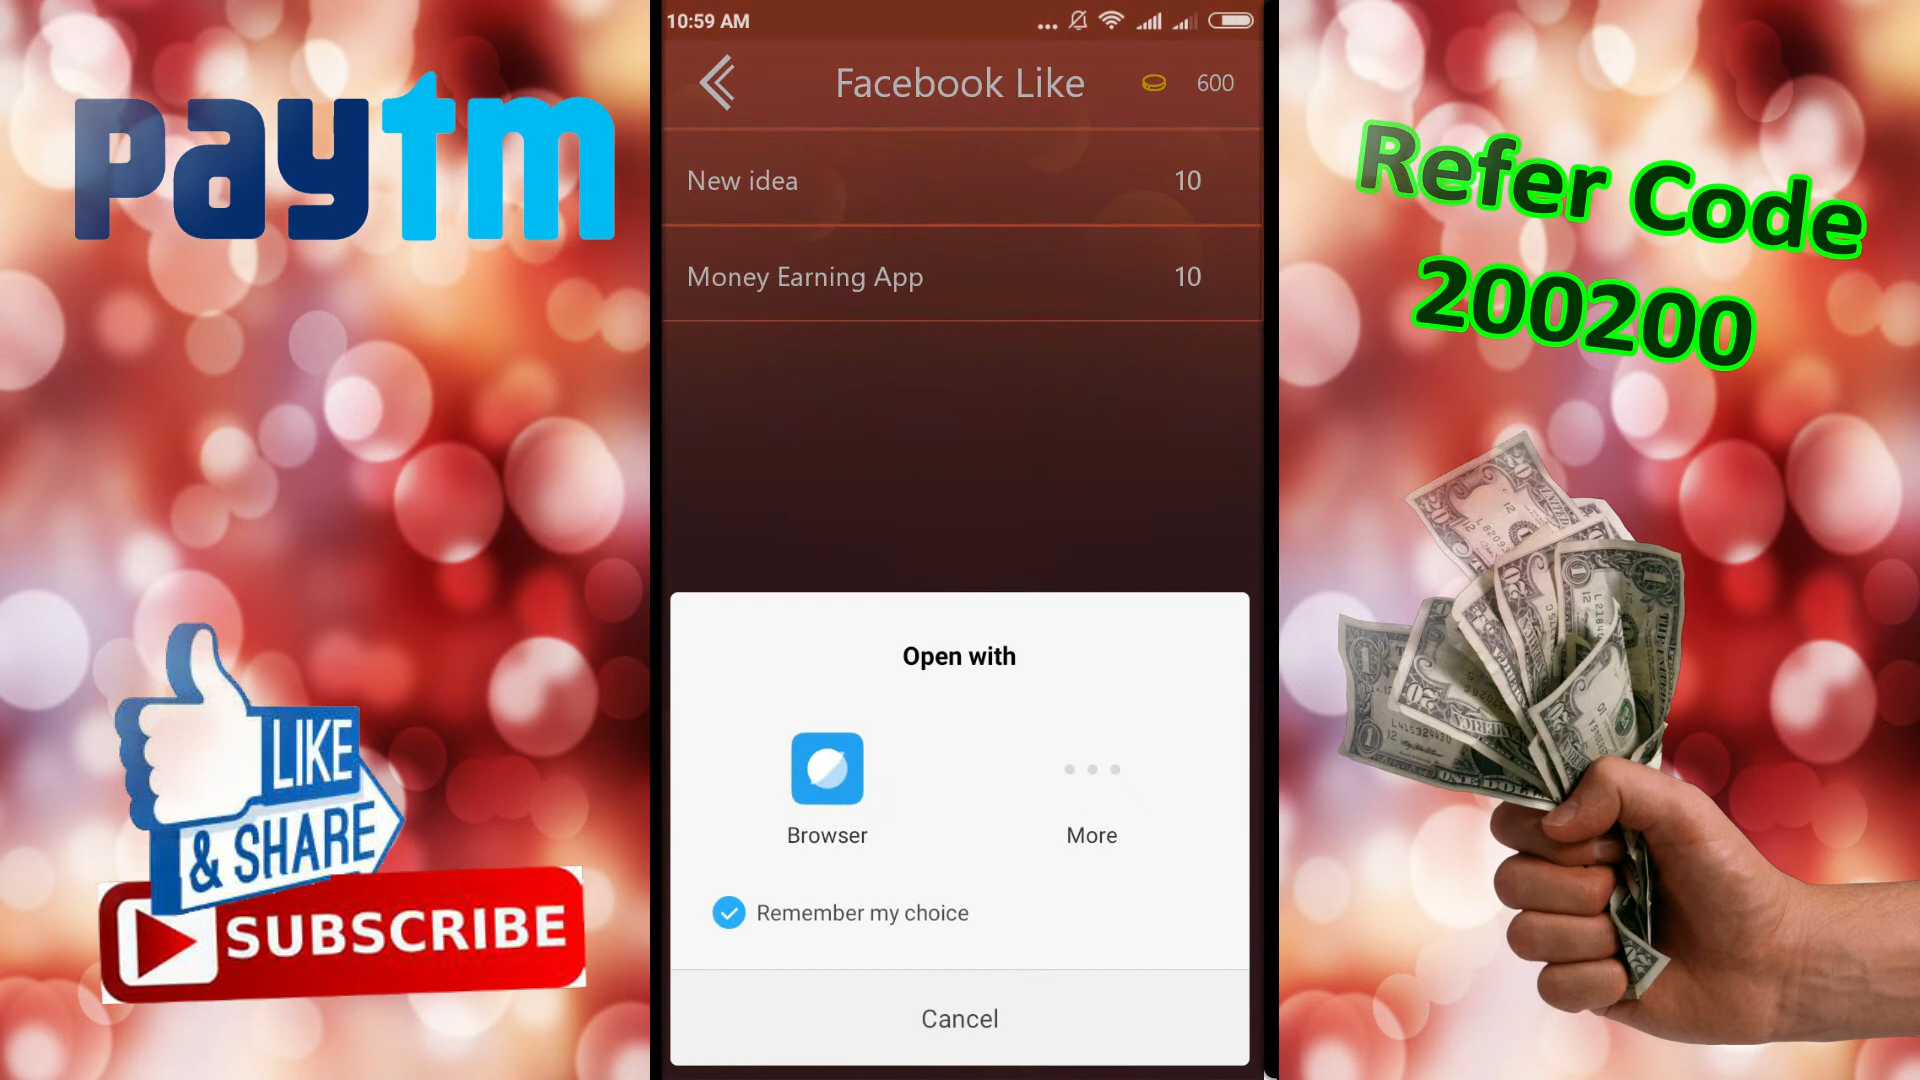 paytm
LIKE
& SHARE
SUBSCRIBE
10:59 AM
Facebook Like
600
New idea
10
Money Earning App
10
Open with
Browser
More
Remember my choice
Cancel
Refer Code
200200